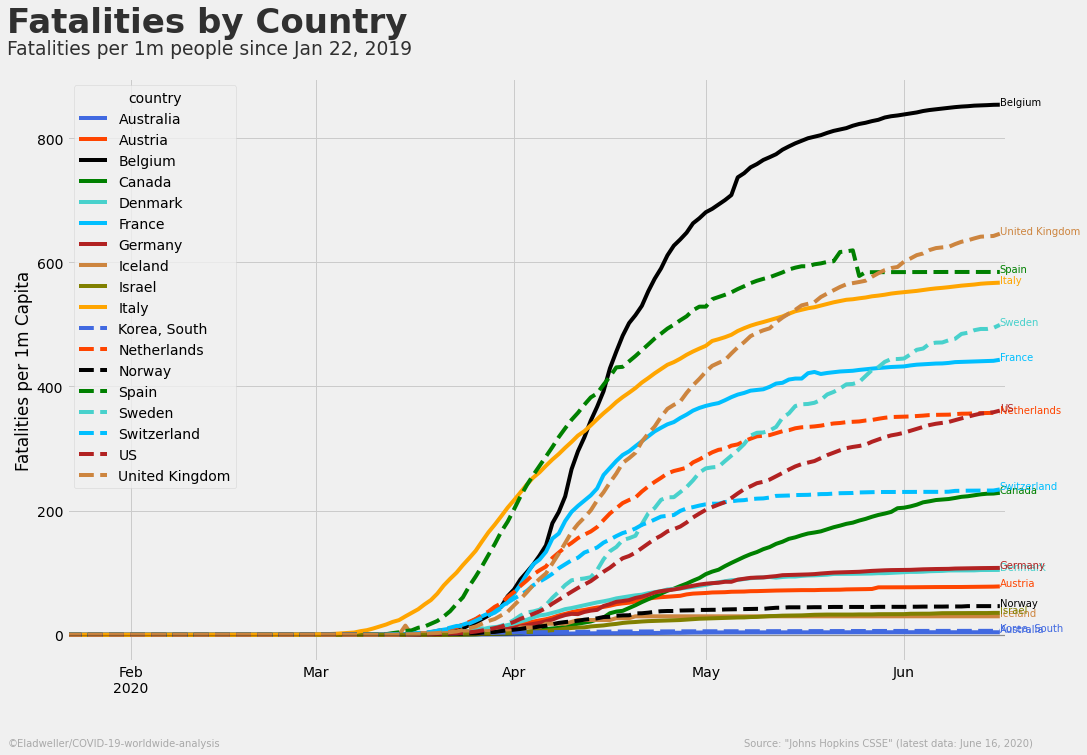 Fatalities by Country
Fatalities per 1m people since Jan 22, 2019
Fatalities per 1m Capita
800
600
400
200
0
country
Australia
Austria
Belgium
Canada
Denmark
France
Germany
Iceland
Israel
Italy
Korea, South
Netherlands
Norway
Spain
Sweden
Switzerland
US
United Kingdom
Belgium
United Kingdom
Spain
Italy
Sweden
France
US
Netherlands
Switzerland
Canada
Germany
Denmark
Austria
Norway
Israel
Iceland
Korea, South
Australia
Feb Mar Apr May Jun
2020
©Eladweller/COVID-19-worldwide-analysis Source: "Johns Hopkins CSSE" (latest data: June 16, 2020)